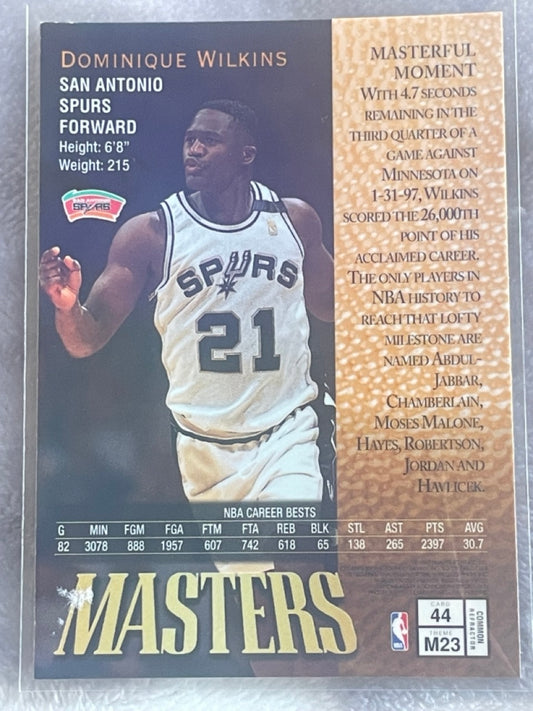 DOMINIQUE WILKINS
SAN ANTONIO
SPURS
FORWARD
Height: 6'8"
Weight: 215
SAN ANTONIO
SPURS
SPURS
21
MASTERFUL
MOMENT
WITH 4.7 SECONDS
REMAINING IN THE
THIRD QUARTER OF A
GAME AGAINST
MINNESOTA ON
1-31-97, WILKINS
SCORED THE 26,000TH
POINT OF HIS
ACCLAIMED CAREER.
THE ONLY PLAYERS IN
NBA HISTORY TO
REACH THAT LOFTY
MILESTONE ARE
NAMED ABDUL-
JABBAR,
CHAMBERLAIN,
MOSES MALONE,
HAYES, ROBERTSON,
JORDAN AND
HAVLICEK.
NBA CAREER BESTS
G MIN FGM FGA FTM FTA REB BLK STL AST PTS AVG
82 3078 888 1957 607 742 618 65 138 265 2397 30.7
MASTERS
CARD
44
THEME
M23
COMMON
REFRACTOR
NBA